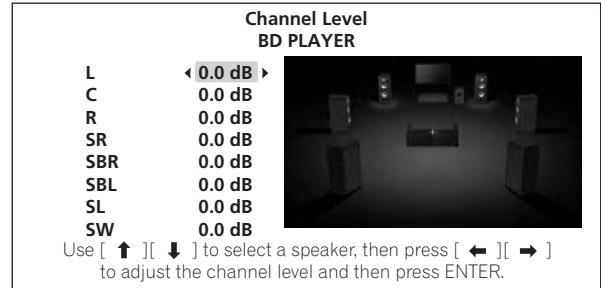 Channel Level
BD PLAYER
L 0.0 dB
C 0.0 dB
R 0.0 dB
SR 0.0 dB
SBR 0.0 dB
SBL 0.0 dB
SL 0.0 dB
SW 0.0 dB
Use [ ↑ ][ ↓ ] to select a speaker, then press [ ← ][ → ]
to adjust the channel level and then press ENTER.